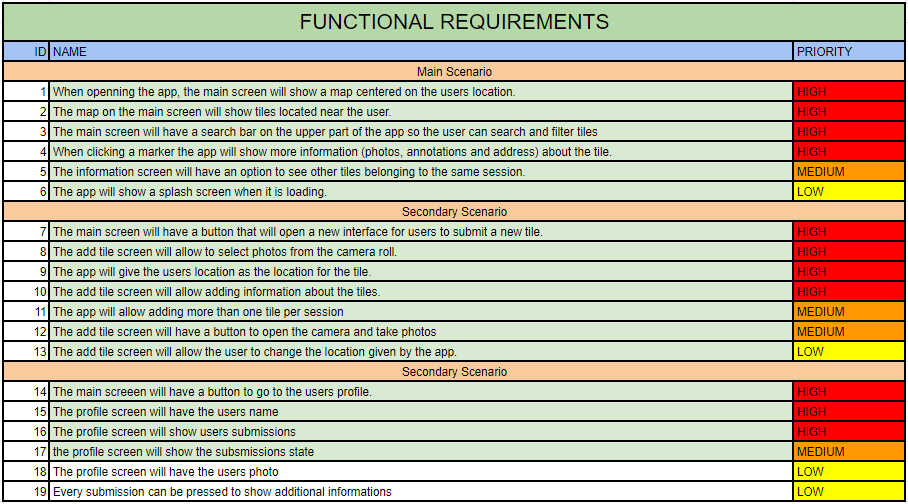 FUNCTIONAL REQUIREMENTS
ID NAME PRIORITY
Main Scenario
1 When openning the app, the main screen will show a map centered on the users location. HIGH
2 The map on the main screen will show tiles located near the user. HIGH
3 The main screen will have a search bar on the upper part of the app so the user can search and filter tiles HIGH
4 When clicking a marker the app will show more information (photos, annotations and address) about the tile. HIGH
5 The information screen will have an option to see other tiles belonging to the same session. MEDIUM
6 The app will show a splash screen when it is loading. LOW
Secondary Scenario
7 The main screen will have a button that will open a new interface for users to submit a new tile. HIGH
8 The add tile screen will allow to select photos from the camera roll. HIGH
9 The app will give the users location as the location for the tile. HIGH
10 The add tile screen will allow adding information about the tiles. HIGH
11 The app will allow adding more than one tile per session MEDIUM
12 The add tile screen will have a button to open the camera and take photos MEDIUM
13 The add tile screen will allow the user to change the location given by the app. LOW
Secondary Scenario
14 The main screeen will have a button to go to the users profile. HIGH
15 The profile screen will have the users name HIGH
16 The profile screen will show users submissions HIGH
17 the profile screen will show the subsmissions state MEDIUM
18 The profile screen will have the users photo LOW
19 Every submission can be pressed to show additional informations LOW